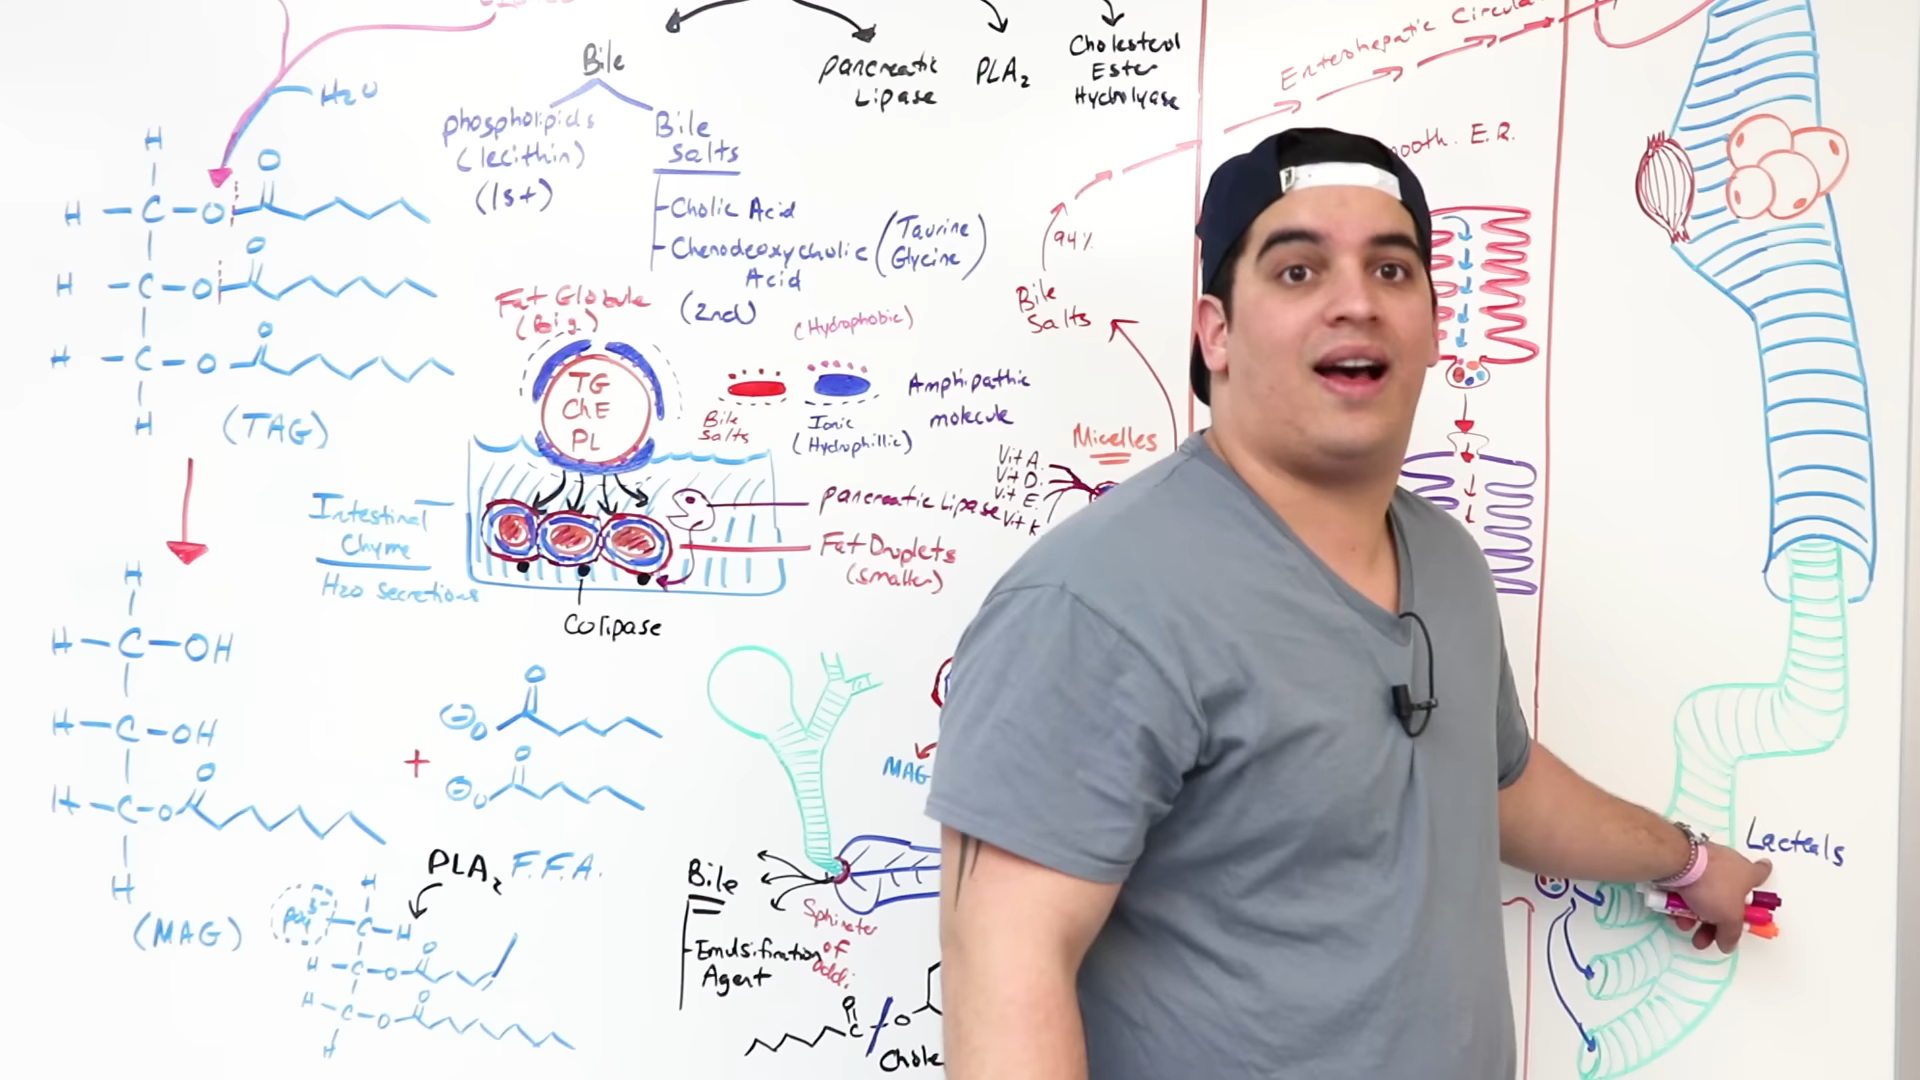 Bile
pancreatic
Lipase
PLA₂
Cholesterol
Ester
Hydrolyase
Enterohepatic
H2O
phospholipids
(lecithin)
(1st)
Bile
Salts
-Cholic Acid
-Chenodeoxycholic
Acid
(Taurine
Glycine)
(2nd)
94%
Bile
Salts
E.R.
H
H-C-O
O
H-C-O
O
H-C-O
O
H
(TAG)
Fat Globule
(Big)
TG
ChE
PL
(Hydrophobic)
Bile
Salts
Ionic
(Hydrophillic)
Amphipathic
molecule
Micelles
Vit A.
Vit D.
Vit E.
Vit K
Intestinal
Chyme
H2O secretions
pancreatic Lipase
Fat Droplets
(smaller)
Colipase
H
H-C-OH
H-C-OH
O
H-C-O
H
(MAG)
+
O
O
O
O
MAG
PLA₂ F.F.A.
PO₄³⁻
H
C-H
O
H-C-O
O
H-C-O
H
Bile
-Emulsification
Agent
Sphincter
of
Oddi
O
C-O
Chole
Lacteals